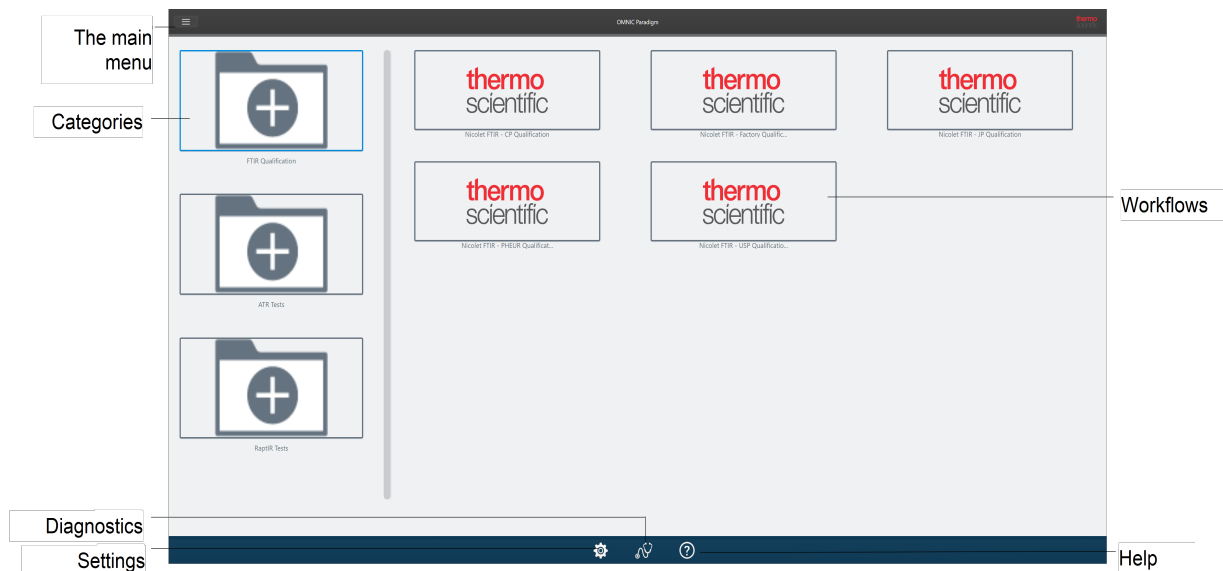 OMNIC Paradigm
thermo
The main
menu
Categories
thermo
scientific
Nicolet FTIR - CP Qualification
thermo
scientific
Nicolet FTIR - Factory Qualific...
thermo
scientific
Nicolet FTIR - JP Qualification
FTIR Qualification
thermo
scientific
Nicolet FTIR - PHEUR Qualificat...
thermo
scientific
Nicolet FTIR - USP Qualificatio...
Workflows
ATR Tests
RaptIR Tests
Diagnostics
Settings
?
Help